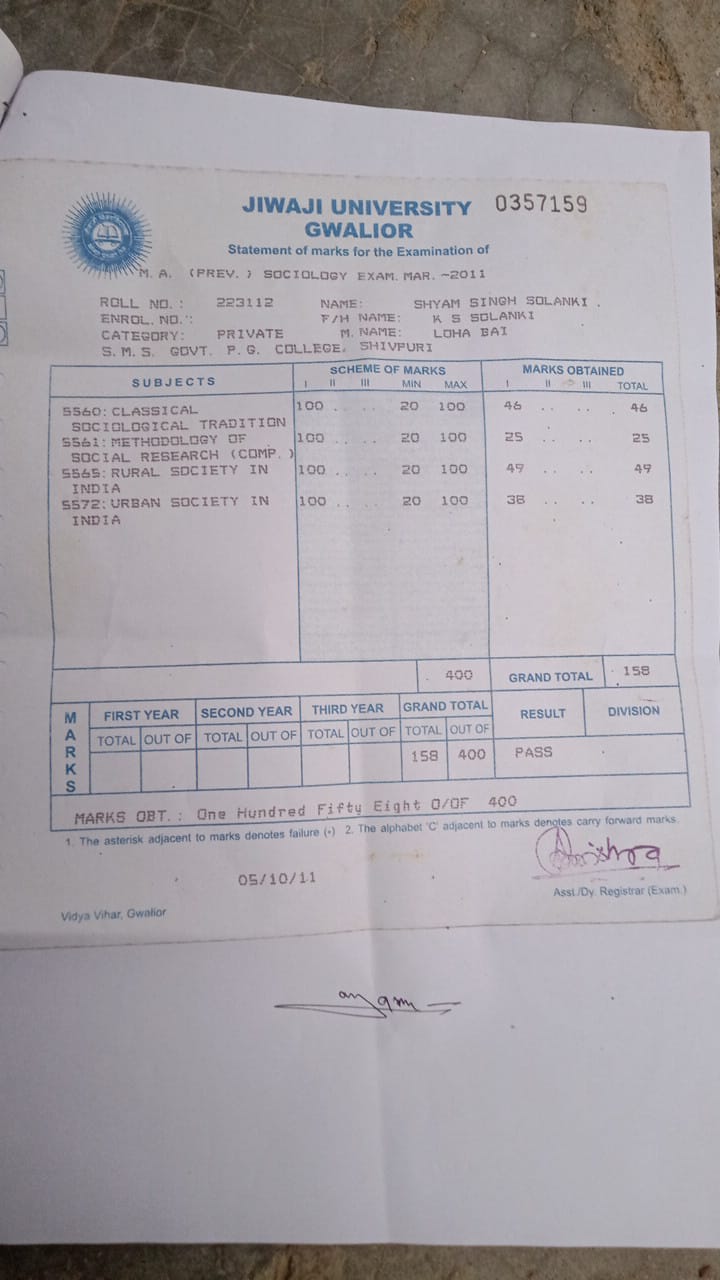 JIWAJI UNIVERSITY 0357159
GWALIOR
Statement of marks for the Examination of
M. A. (PREV. ) SOCIOLOGY EXAM. MAR. -2011
ROLL NO. : 223112 NAME: SHYAM SINGH SOLANKI .
ENROL. NO. : F/H NAME: K S SOLANKI
CATEGORY: PRIVATE M. NAME: LOHA BAI
S. M. S. GOVT. P. G. COLLEGE, SHIVPURI
SUBJECTS SCHEME OF MARKS MARKS OBTAINED
I II III MIN MAX I II III TOTAL
5560: CLASSICAL 100 .. .. 20 100 46 .. .. 46
SOCIOLOGICAL TRADITION
5561: METHODOLOGY OF 100 .. .. 20 100 25 .. .. 25
SOCIAL RESEARCH (COMP. )
5565: RURAL SOCIETY IN 100 .. .. 20 100 49 .. .. 49
INDIA
5572: URBAN SOCIETY IN 100 .. .. 20 100 38 .. .. 38
INDIA
400 GRAND TOTAL 158
MARKS FIRST YEAR SECOND YEAR THIRD YEAR GRAND TOTAL RESULT DIVISION
TOTAL OUT OF TOTAL OUT OF TOTAL OUT OF TOTAL OUT OF
158 400 PASS
MARKS OBT. : One Hundred Fifty Eight O/OF 400
1. The asterisk adjacent to marks denotes failure (*) 2. The alphabet 'C' adjacent to marks denotes carry forward marks.
05/10/11
Asst./Dy. Registrar (Exam.)
Vidya Vihar, Gwalior